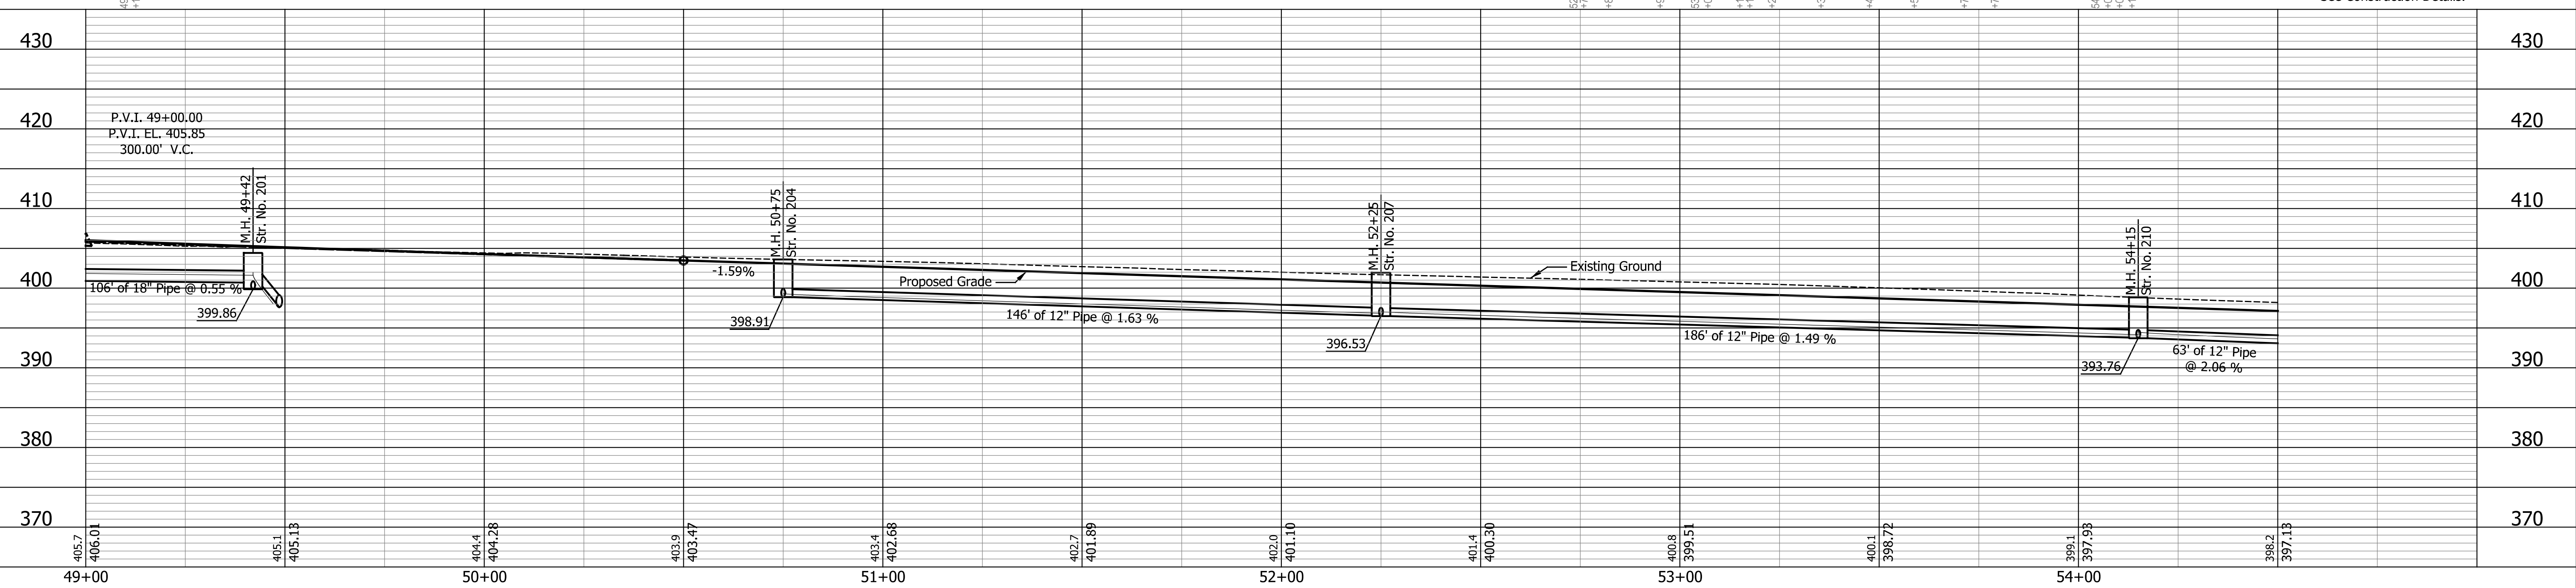 430
430
P.V.I. 49+00.00
P.V.I. EL. 405.85
300.00' V.C.
420
420
M.H. 49+42
Str. No. 201
M.H. 50+75
Str. No. 204
M.H. 52+25
Str. No. 207
M.H. 54+15
Str. No. 210
410
410
400
400
-1.59%
Proposed Grade
Existing Ground
106' of 18" Pipe @ 0.55 %
399.86
398.91
146' of 12" Pipe @ 1.63 %
396.53
186' of 12" Pipe @ 1.49 %
393.76
63' of 12" Pipe
@ 2.06 %
390
390
380
380
370
370
405.7
406.01
405.1
405.13
404.4
404.28
403.9
403.47
403.4
402.68
402.7
401.89
402.0
401.10
401.4
400.30
400.8
399.51
400.1
398.72
399.1
397.93
398.2
397.13
49+00
50+00
51+00
52+00
53+00
54+00